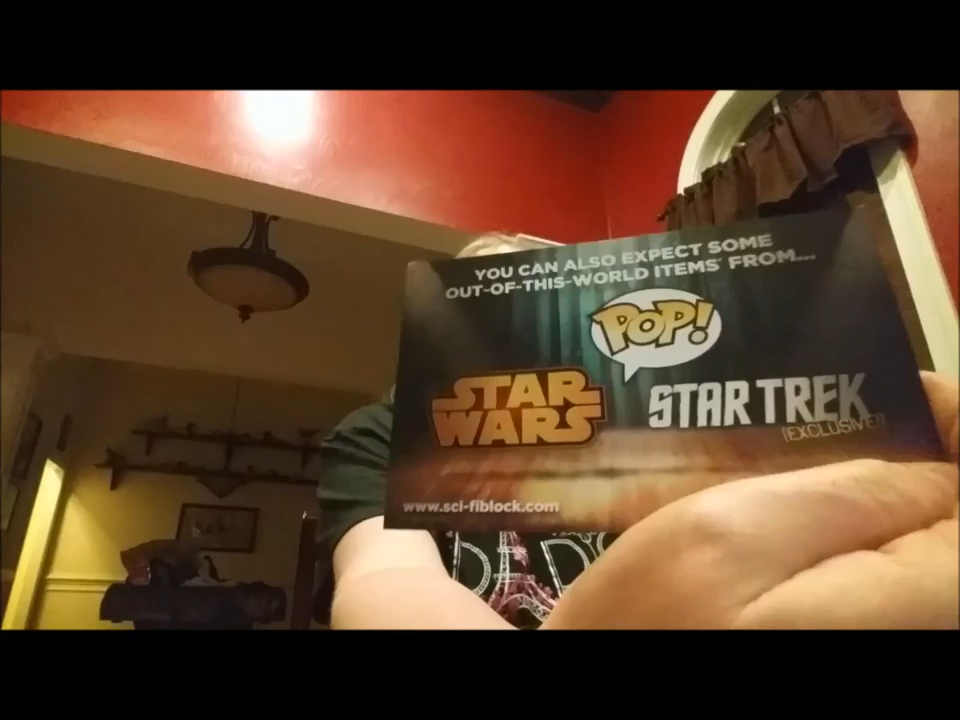 YOU CAN ALSO EXPECT SOME
OUT-OF-THIS-WORLD ITEMS* FROM...
POP!
STAR
WARS
STAR TREK
[EXCLUSIVE!]
www.sci-fiblock.com